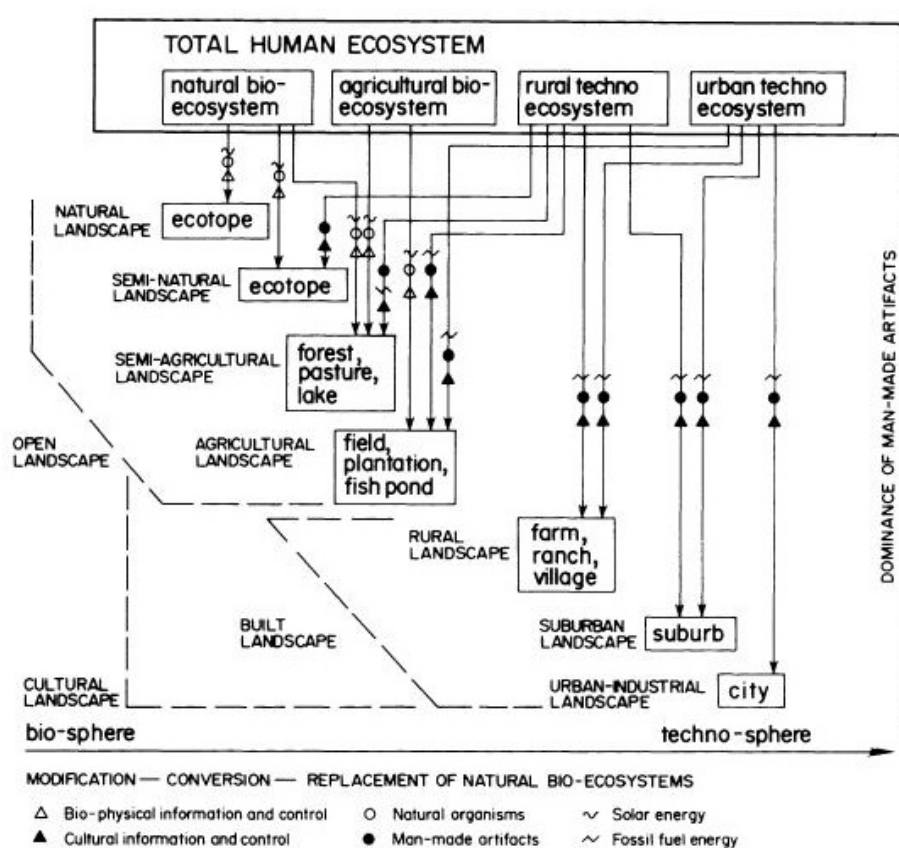 TOTAL HUMAN ECOSYSTEM
natural bio-
ecosystem
agricultural bio-
ecosystem
rural techno
ecosystem
urban techno
ecosystem
NATURAL
LANDSCAPE
ecotope
SEMI-NATURAL
LANDSCAPE
ecotope
SEMI-AGRICULTURAL
LANDSCAPE
forest,
pasture,
lake
OPEN
LANDSCAPE
AGRICULTURAL
LANDSCAPE
field,
plantation,
fish pond
RURAL
LANDSCAPE
farm,
ranch,
village
BUILT
LANDSCAPE
SUBURBAN
LANDSCAPE
suburb
CULTURAL
LANDSCAPE
URBAN-INDUSTRIAL
LANDSCAPE
city
DOMINANCE OF MAN-MADE ARTIFACTS
bio-sphere
techno-sphere
MODIFICATION — CONVERSION — REPLACEMENT OF NATURAL BIO-ECOSYSTEMS
△ Bio-physical information and control ○ Natural organisms ~ Solar energy
▲ Cultural information and control ● Man-made artifacts ~ Fossil fuel energy